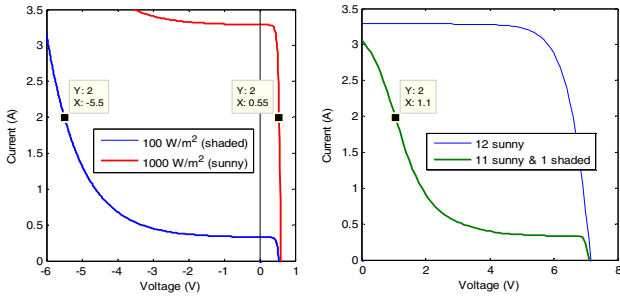 3.5
3
2.5
2
1.5
1
0.5
0
Current (A)
-6
-5
-4
-3
-2
-1
0
1
Voltage (V)
Y: 2
X: -5.5
Y: 2
X: 0.55
100 W/m² (shaded)
1000 W/m² (sunny)
3.5
3
2.5
2
1.5
1
0.5
0
Current (A)
0
2
4
6
8
Voltage (V)
Y: 2
X: 1.1
12 sunny
11 sunny & 1 shaded